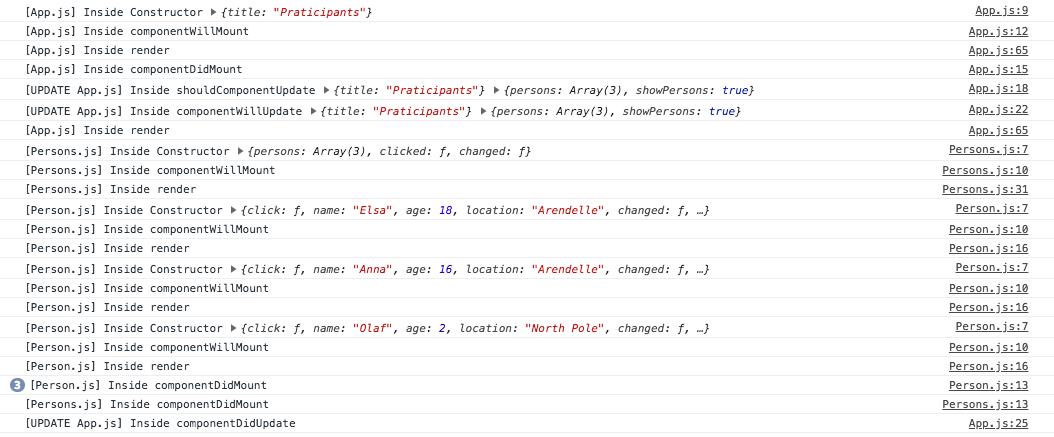 [App.js] Inside Constructor ▶{title: "Praticipants"} App.js:9
[App.js] Inside componentWillMount App.js:12
[App.js] Inside render App.js:65
[App.js] Inside componentDidMount App.js:15
[UPDATE App.js] Inside shouldComponentUpdate ▶{title: "Praticipants"} ▶{persons: Array(3), showPersons: true} App.js:18
[UPDATE App.js] Inside componentWillUpdate ▶{title: "Praticipants"} ▶{persons: Array(3), showPersons: true} App.js:22
[App.js] Inside render App.js:65
[Persons.js] Inside Constructor ▶{persons: Array(3), clicked: ƒ, changed: ƒ} Persons.js:7
[Persons.js] Inside componentWillMount Persons.js:10
[Persons.js] Inside render Persons.js:31
[Person.js] Inside Constructor ▶{click: ƒ, name: "Elsa", age: 18, location: "Arendelle", changed: ƒ, …} Person.js:7
[Person.js] Inside componentWillMount Person.js:10
[Person.js] Inside render Person.js:16
[Person.js] Inside Constructor ▶{click: ƒ, name: "Anna", age: 16, location: "Arendelle", changed: ƒ, …} Person.js:7
[Person.js] Inside componentWillMount Person.js:10
[Person.js] Inside render Person.js:16
[Person.js] Inside Constructor ▶{click: ƒ, name: "Olaf", age: 2, location: "North Pole", changed: ƒ, …} Person.js:7
[Person.js] Inside componentWillMount Person.js:10
[Person.js] Inside render Person.js:16
3 [Person.js] Inside componentDidMount Person.js:13
[Persons.js] Inside componentDidMount Persons.js:13
[UPDATE App.js] Inside componentDidUpdate App.js:25